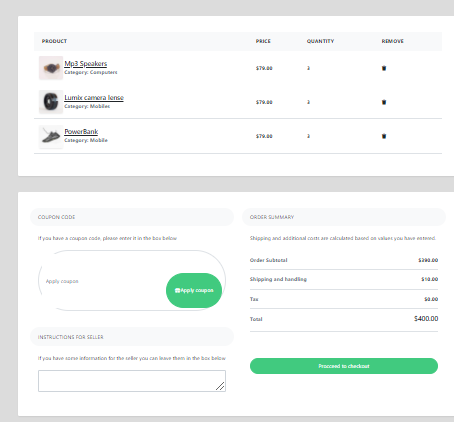 PRODUCT PRICE QUANTITY REMOVE
Mp3 Speakers
Category: Computers
$79.00 3
Lumix camera lense
Category: Mobiles
$79.00 3
PowerBank
Category: Mobile
$79.00 3
COUPON CODE
If you have a coupon code, please enter it in the box below
Apply coupon
Apply coupon
INSTRUCTIONS FOR SELLER
If you have some information for the seller you can leave them in the box below
ORDER SUMMARY
Shipping and additional costs are calculated based on values you have entered
Order Subtotal $390.00
Shipping and handling $10.00
Tax $0.00
Total $400.00
Procceed to checkout